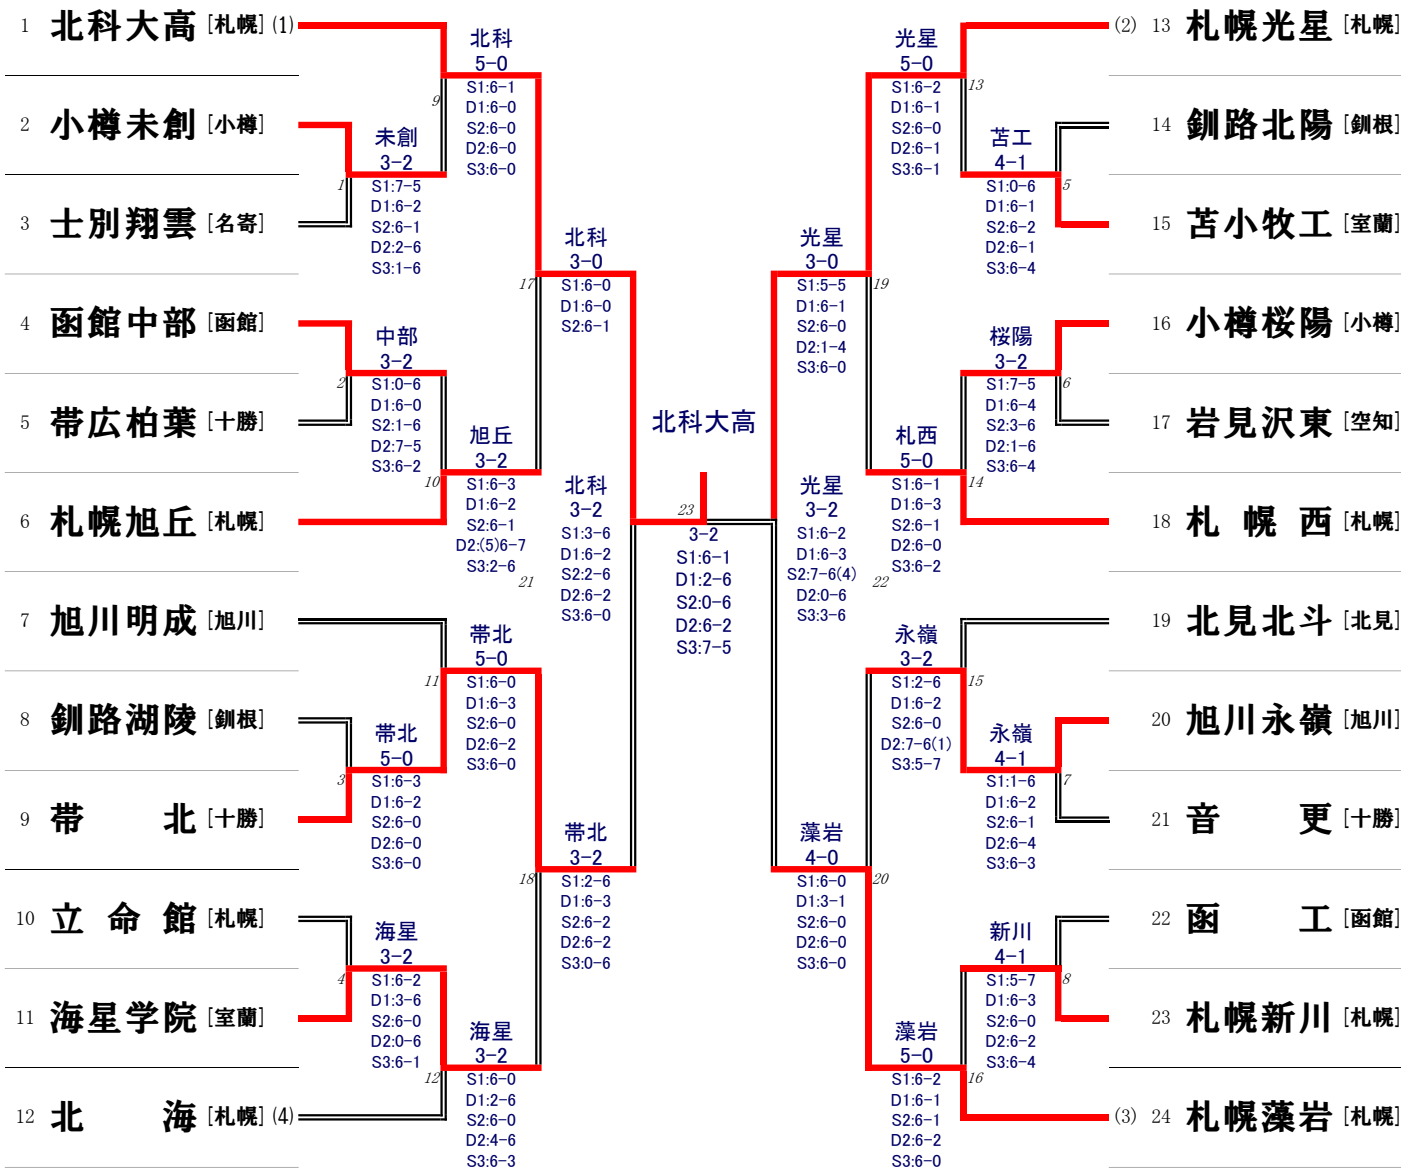 1 北科大高 [札幌] (1)
2 小樽未創 [小樽]
3 士別翔雲 [名寄]
4 函館中部 [函館]
5 帯広柏葉 [十勝]
6 札幌旭丘 [札幌]
7 旭川明成 [旭川]
8 釧路湖陵 [釧根]
9 帯 北 [十勝]
10 立命館 [札幌]
11 海星学院 [室蘭]
12 北 海 [札幌] (4)
1
未創
3-2
S1:7-5
D1:6-2
S2:6-1
D2:2-6
S3:1-6
2
中部
3-2
S1:0-6
D1:6-0
S2:1-6
D2:7-5
S3:6-2
3
帯北
5-0
S1:6-3
D1:6-2
S2:6-0
D2:6-0
S3:6-0
4
海星
3-2
S1:6-2
D1:3-6
S2:6-0
D2:0-6
S3:6-1
9
北科
5-0
S1:6-1
D1:6-0
S2:6-0
D2:6-0
S3:6-0
10
旭丘
3-2
S1:6-3
D1:6-2
S2:6-1
D2:(5)6-7
S3:2-6
11
帯北
5-0
S1:6-0
D1:6-3
S2:6-0
D2:6-2
S3:6-0
12
海星
3-2
S1:6-0
D1:2-6
S2:6-0
D2:4-6
S3:6-3
17
北科
3-0
S1:6-0
D1:6-0
S2:6-1
18
帯北
3-2
S1:2-6
D1:6-3
S2:6-2
D2:6-2
S3:0-6
21
北科
3-2
S1:3-6
D1:6-2
S2:2-6
D2:6-2
S3:6-0
北科大高
23
3-2
S1:6-1
D1:2-6
S2:0-6
D2:6-2
S3:7-5
光星
3-0
S1:5-5
D1:6-1
S2:6-0
D2:1-4
S3:6-0
19
光星
3-2
S1:6-2
D1:6-3
S2:7-6(4)
D2:0-6
S3:3-6
22
藻岩
4-0
S1:6-0
D1:3-1
S2:6-0
D2:6-0
S3:6-0
20
光星
5-0
S1:6-2
D1:6-1
S2:6-0
D2:6-1
S3:6-1
13
札西
5-0
S1:6-1
D1:6-3
S2:6-1
D2:6-0
S3:6-2
14
永嶺
3-2
S1:2-6
D1:6-2
S2:6-0
D2:7-6(1)
S3:5-7
15
藻岩
5-0
S1:6-2
D1:6-1
S2:6-1
D2:6-2
S3:6-0
16
苫工
4-1
S1:0-6
D1:6-1
S2:6-2
D2:6-1
S3:6-4
5
桜陽
3-2
S1:7-5
D1:6-4
S2:3-6
D2:1-6
S3:6-4
6
永嶺
4-1
S1:1-6
D1:6-2
S2:6-1
D2:6-4
S3:6-3
7
新川
4-1
S1:5-7
D1:6-3
S2:6-0
D2:6-2
S3:6-4
8
(2) 13 札幌光星 [札幌]
14 釧路北陽 [釧根]
15 苫小牧工 [室蘭]
16 小樽桜陽 [小樽]
17 岩見沢東 [空知]
18 札幌西 [札幌]
19 北見北斗 [北見]
20 旭川永嶺 [旭川]
21 音 更 [十勝]
22 函 工 [函館]
23 札幌新川 [札幌]
(3) 24 札幌藻岩 [札幌]